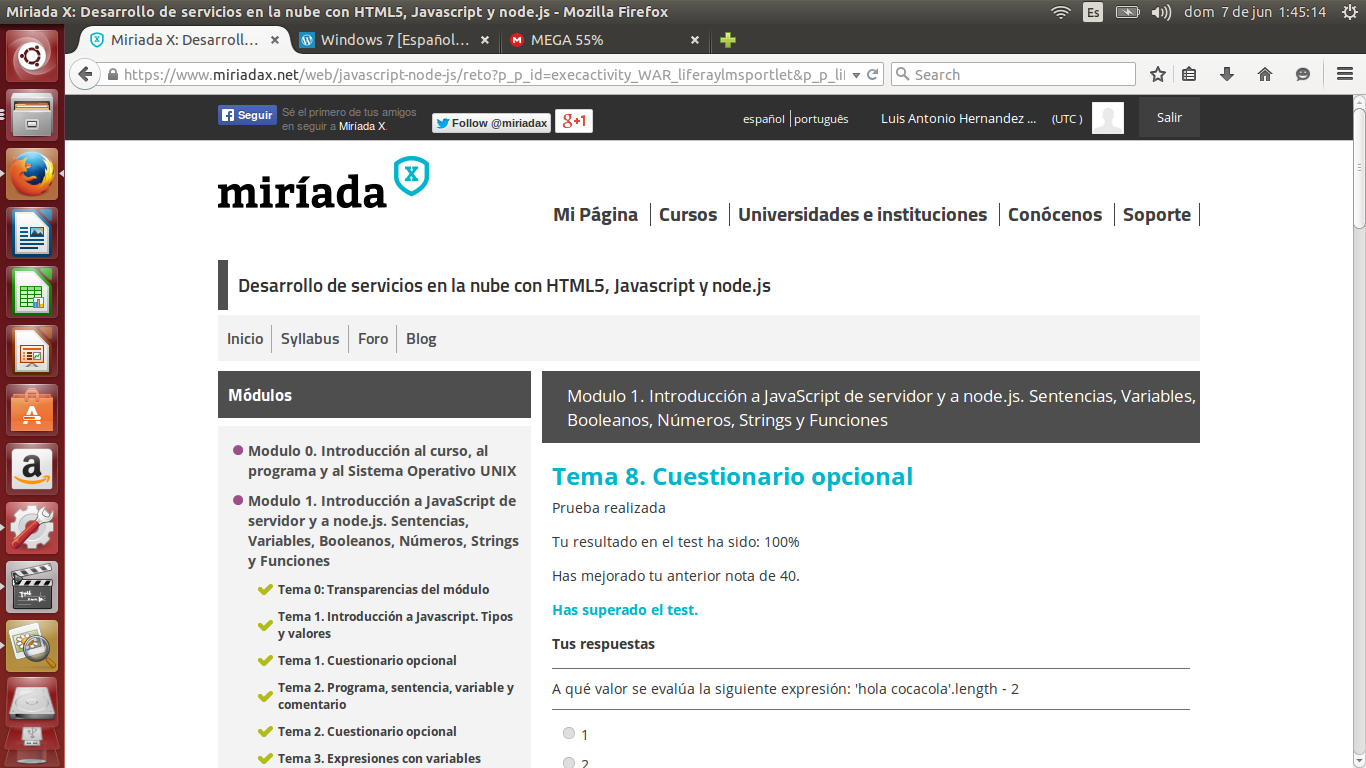 Miriada X: Desarrollo de servicios en la nube con HTML5, Javascript y node.js - Mozilla Firefox
Es
dom 7 de jun 1:45:14
Miriada X: Desarroll…
Windows 7 [Español…
MEGA 55%
https://www.miriadax.net/web/javascript-node-js/reto?p_p_id=execactivity_WAR_liferaylmsportlet&p_p_li
Search
Seguir
Sé el primero de tus amigos
en seguir a Miríada X.
Follow @miriadax
g+1
español
português
Luis Antonio Hernandez ...
(UTC )
Salir
miríada
X
Mi Página
Cursos
Universidades e instituciones
Conócenos
Soporte
Desarrollo de servicios en la nube con HTML5, Javascript y node.js
Inicio
Syllabus
Foro
Blog
Módulos
Modulo 0. Introducción al curso, al
programa y al Sistema Operativo UNIX
Modulo 1. Introducción a JavaScript de
servidor y a node.js. Sentencias,
Variables, Booleanos, Números, Strings
y Funciones
Tema 0: Transparencias del módulo
Tema 1. Introducción a Javascript. Tipos
y valores
Tema 1. Cuestionario opcional
Tema 2. Programa, sentencia, variable y
comentario
Tema 2. Cuestionario opcional
Tema 3. Expresiones con variables
Modulo 1. Introducción a JavaScript de servidor y a node.js. Sentencias, Variables,
Booleanos, Números, Strings y Funciones
Tema 8. Cuestionario opcional
Prueba realizada
Tu resultado en el test ha sido: 100%
Has mejorado tu anterior nota de 40.
Has superado el test.
Tus respuestas
A qué valor se evalúa la siguiente expresión: 'hola cocacola'.length - 2
1
2